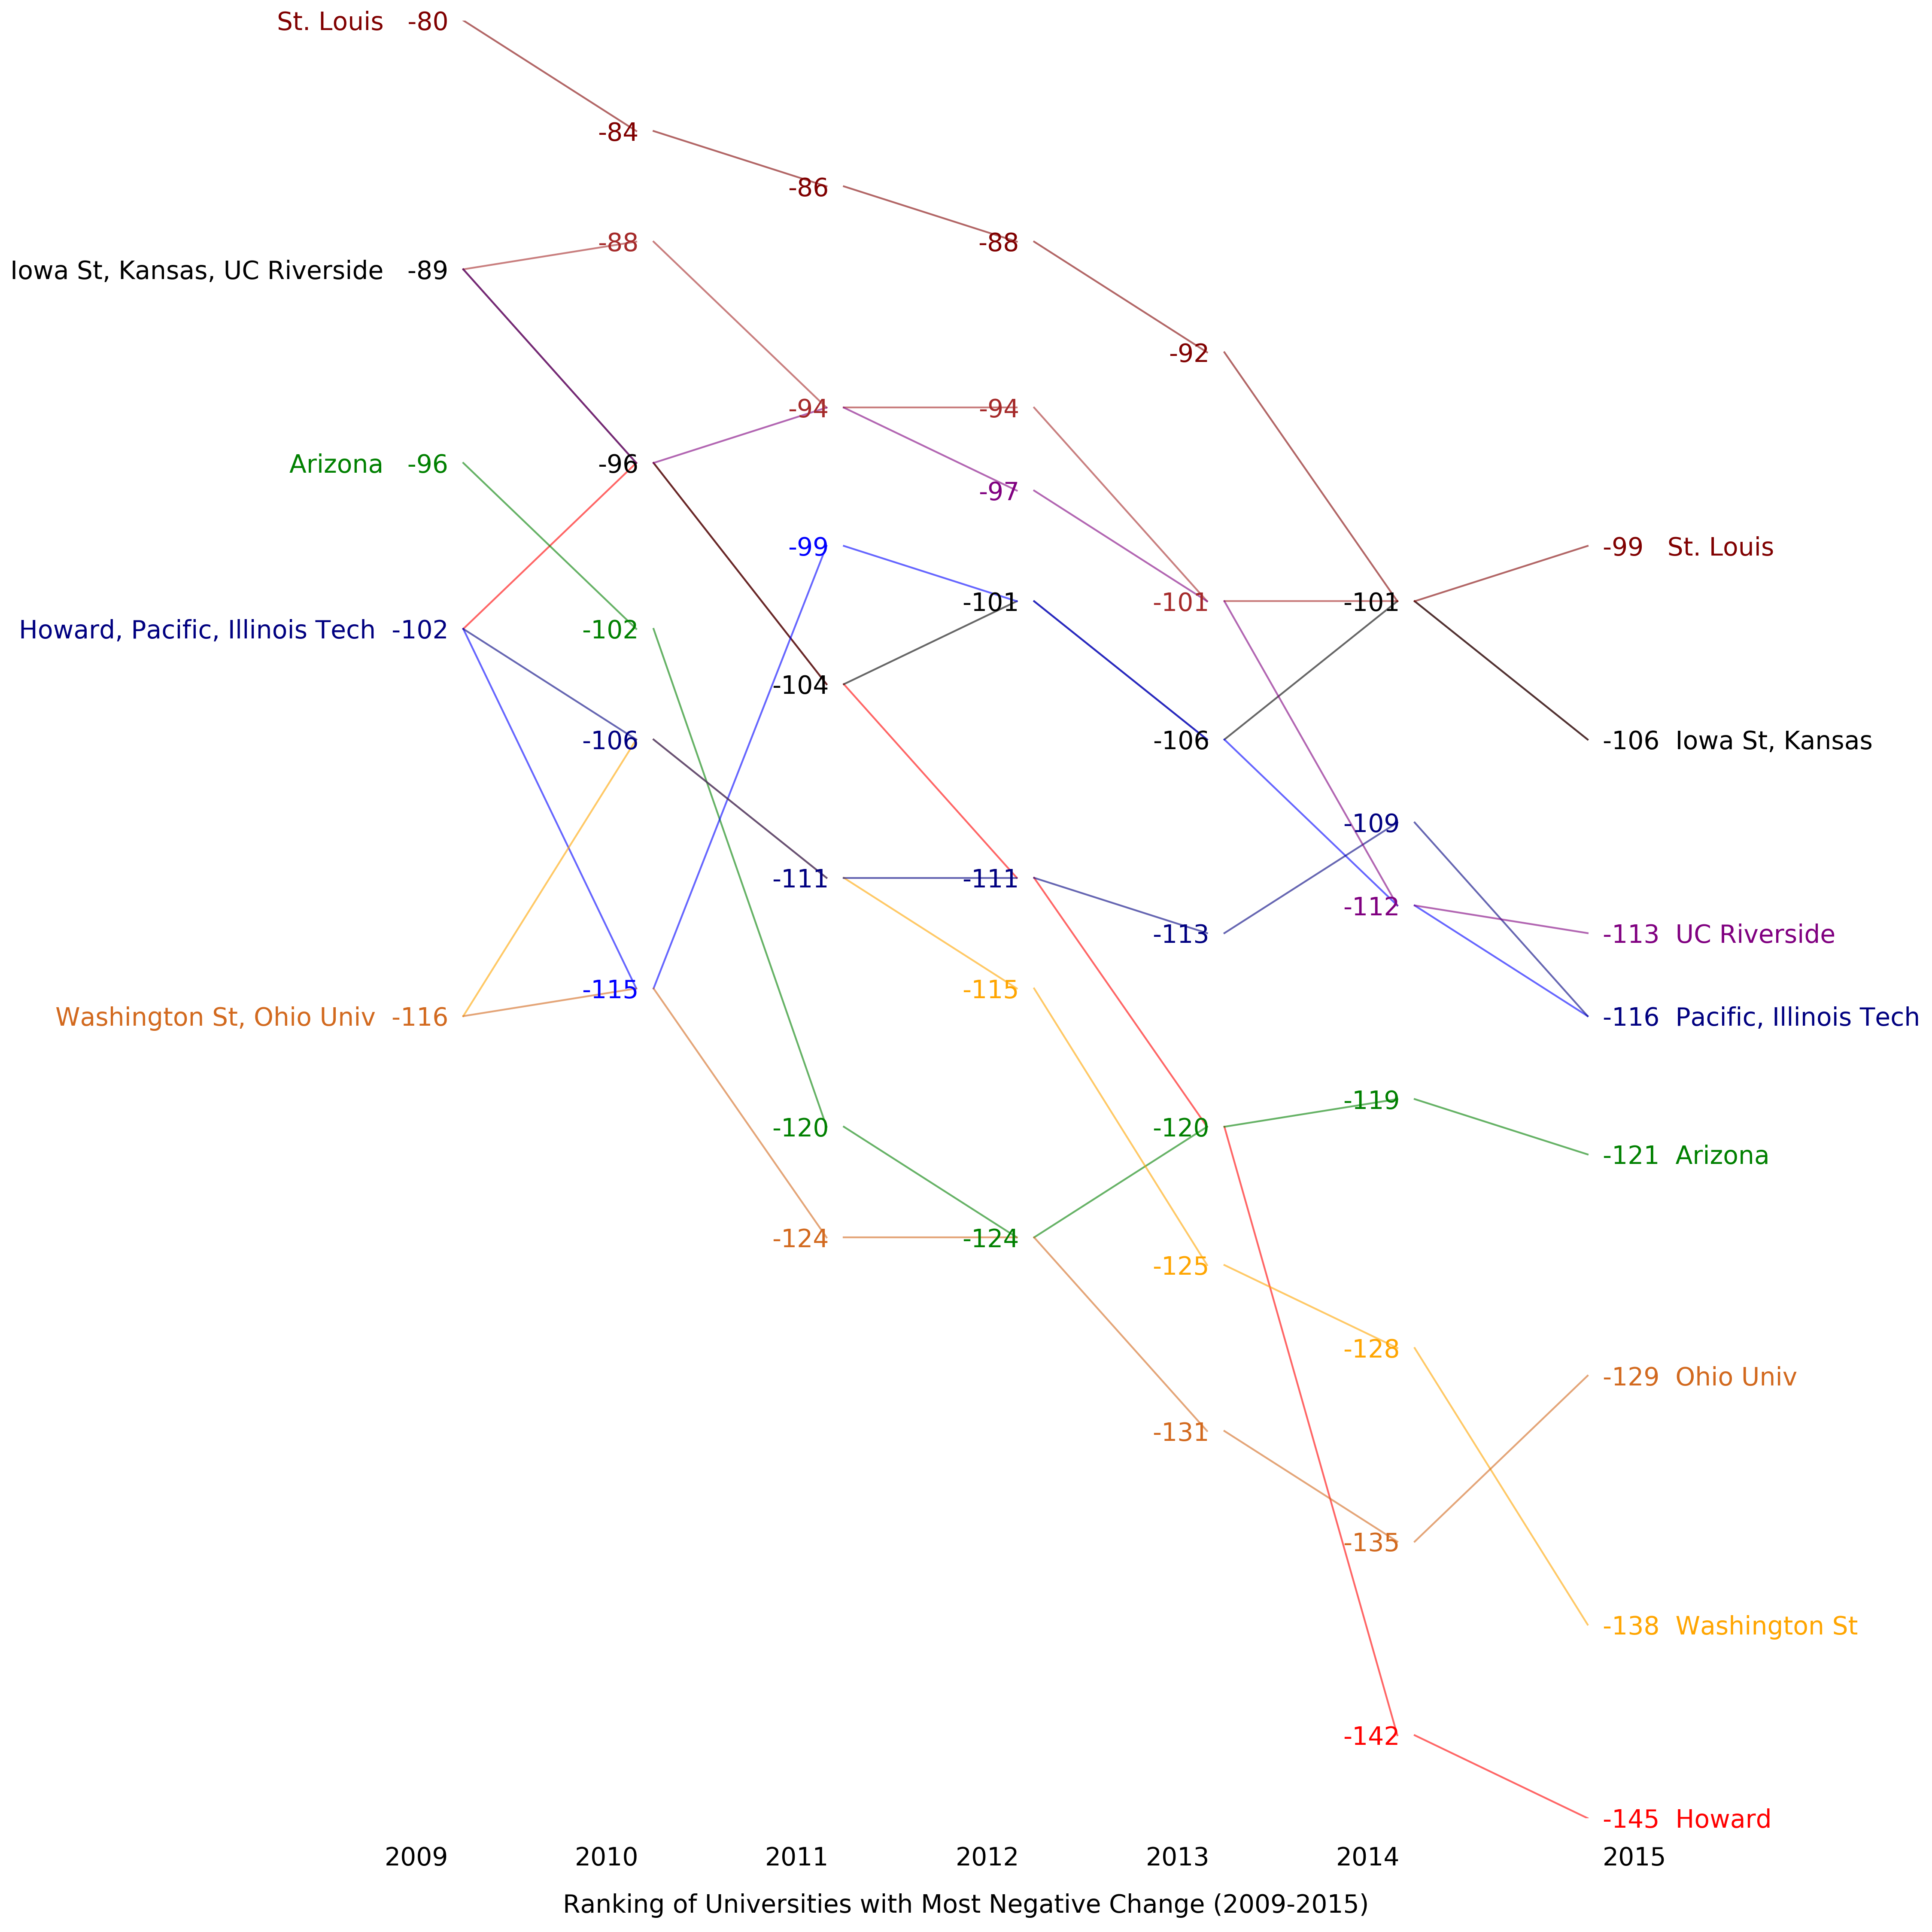 St. Louis -80
-84
-86
-88 -88
Iowa St, Kansas, UC Riverside -89
-92
-94 -94
Arizona -96 -96
-97
-99 -99 St. Louis
-101 -101 -101
Howard, Pacific, Illinois Tech -102 -102
-104
-106 -106 -106 Iowa St, Kansas
-109
-111 -111
-112
-113 -113 UC Riverside
-115 -115
Washington St, Ohio Univ -116 -116 Pacific, Illinois Tech
-119
-120 -120
-121 Arizona
-124 -124
-125
-128
-129 Ohio Univ
-131
-135
-138 Washington St
-142
-145 Howard
2009 2010 2011 2012 2013 2014 2015
Ranking of Universities with Most Negative Change (2009-2015)